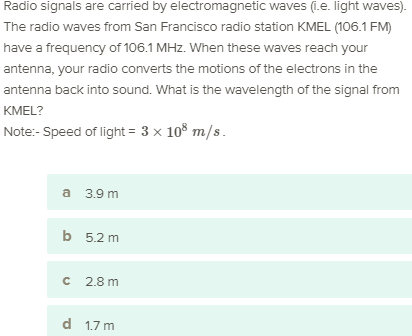 Radio signals are carried by electromagnetic waves (i.e. light waves).
The radio waves from San Francisco radio station KMEL (106.1 FM)
have a frequency of 106.1 MHz. When these waves reach your
antenna, your radio converts the motions of the electrons in the
antenna back into sound. What is the wavelength of the signal from
KMEL?
Note:- Speed of light = 3 × 10⁸ m/s.
a 3.9 m
b 5.2 m
c 2.8 m
d 1.7 m